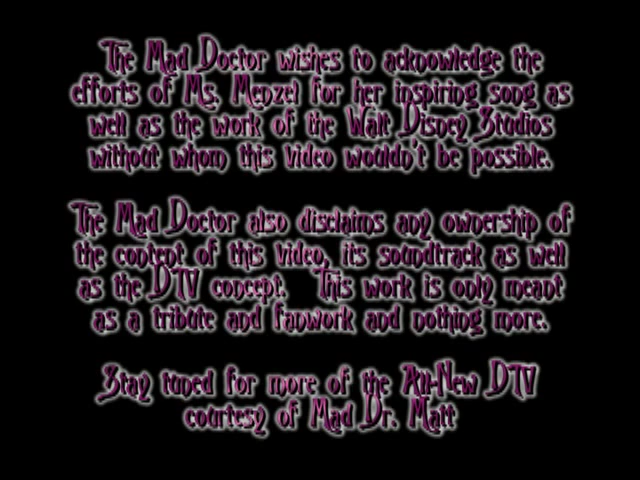 The Mad Doctor wishes to acknowledge the
efforts of Ms. Menzel for her inspiring song as
well as the work of the Walt Disney Studios
without whom this video wouldn't be possible.
The Mad Doctor also disclaims any ownership of
the content of this video, its soundtrack as well
as the DTV concept. This work is only meant
as a tribute and fanwork and nothing more.
Stay tuned for more of the All-New DTV
courtesy of Mad Dr. Matt